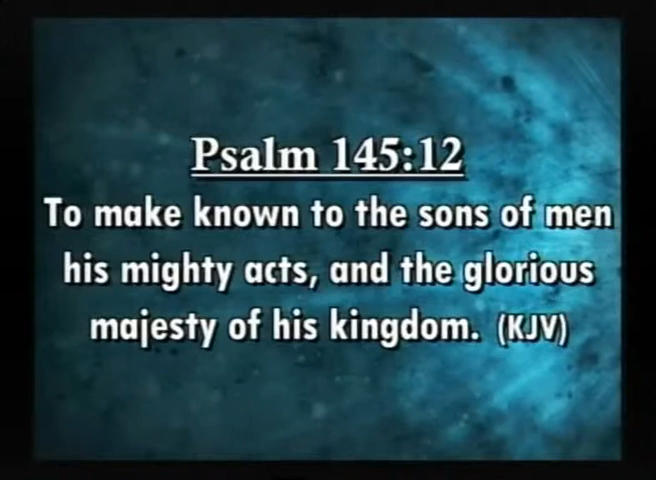 Psalm 145:12
To make known to the sons of men
his mighty acts, and the glorious
majesty of his kingdom. (KJV)